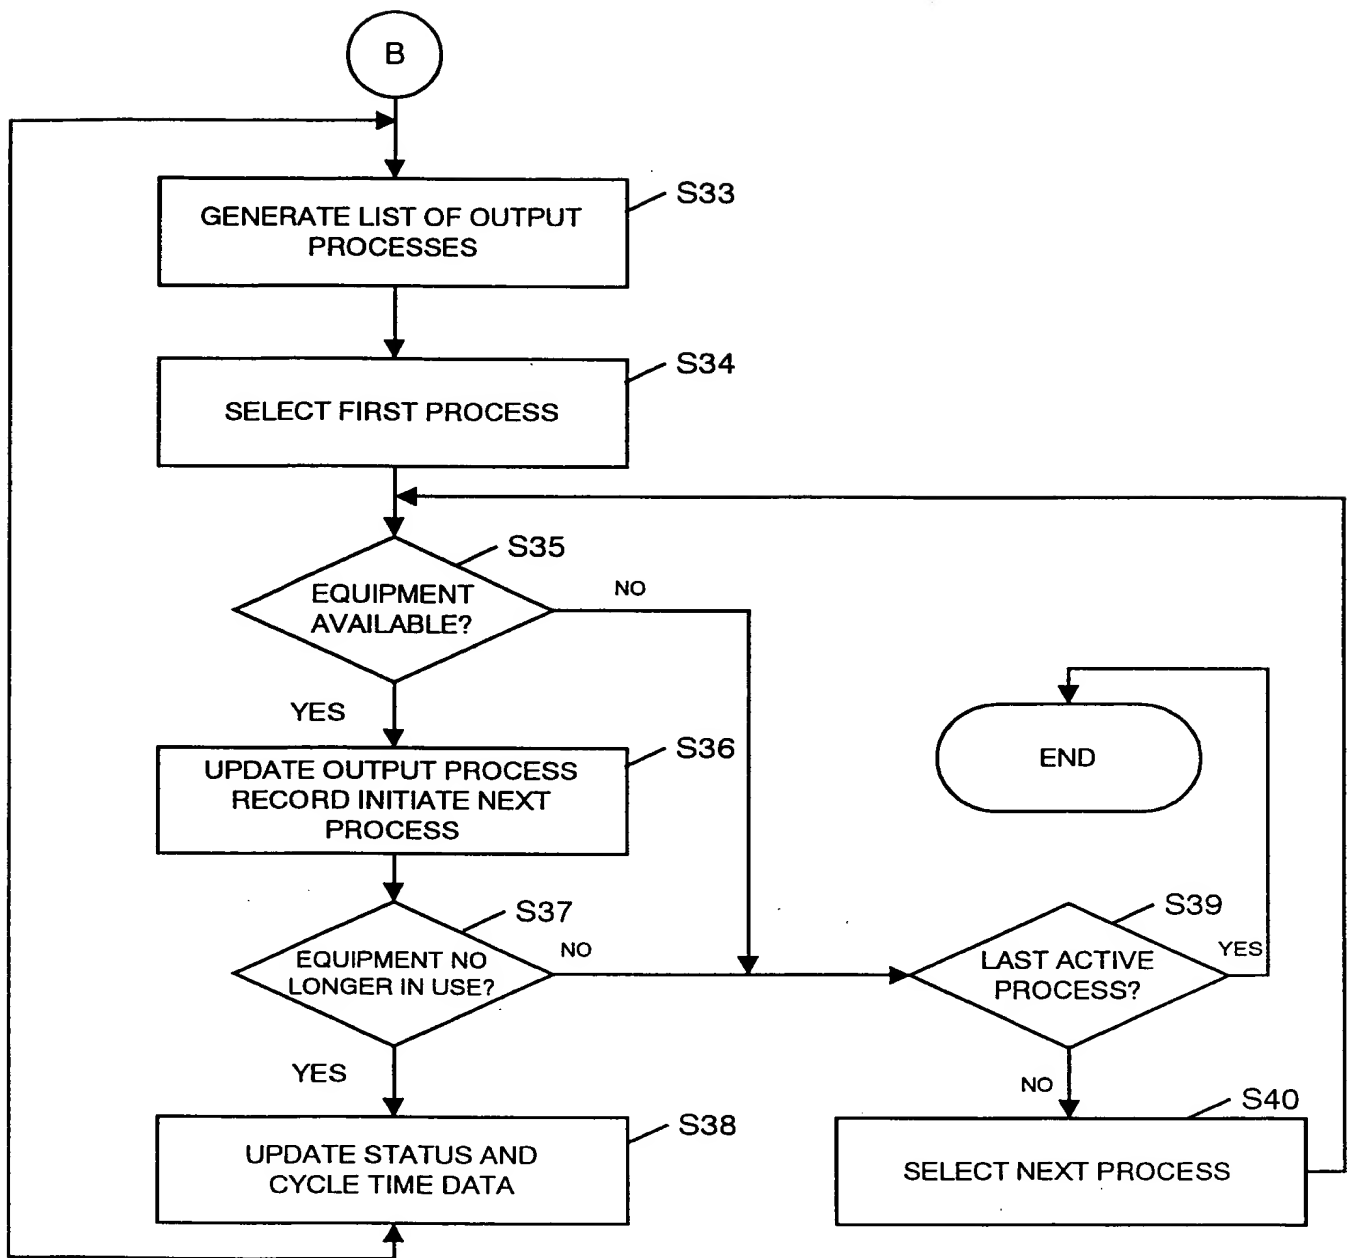 B
S33
GENERATE LIST OF OUTPUT
PROCESSES
S34
SELECT FIRST PROCESS
S35
EQUIPMENT
AVAILABLE?
NO
YES
S36
UPDATE OUTPUT PROCESS
RECORD INITIATE NEXT
PROCESS
END
S37
EQUIPMENT NO
LONGER IN USE?
NO
S39
LAST ACTIVE
PROCESS?
YES
YES
NO
S38
UPDATE STATUS AND
CYCLE TIME DATA
S40
SELECT NEXT PROCESS